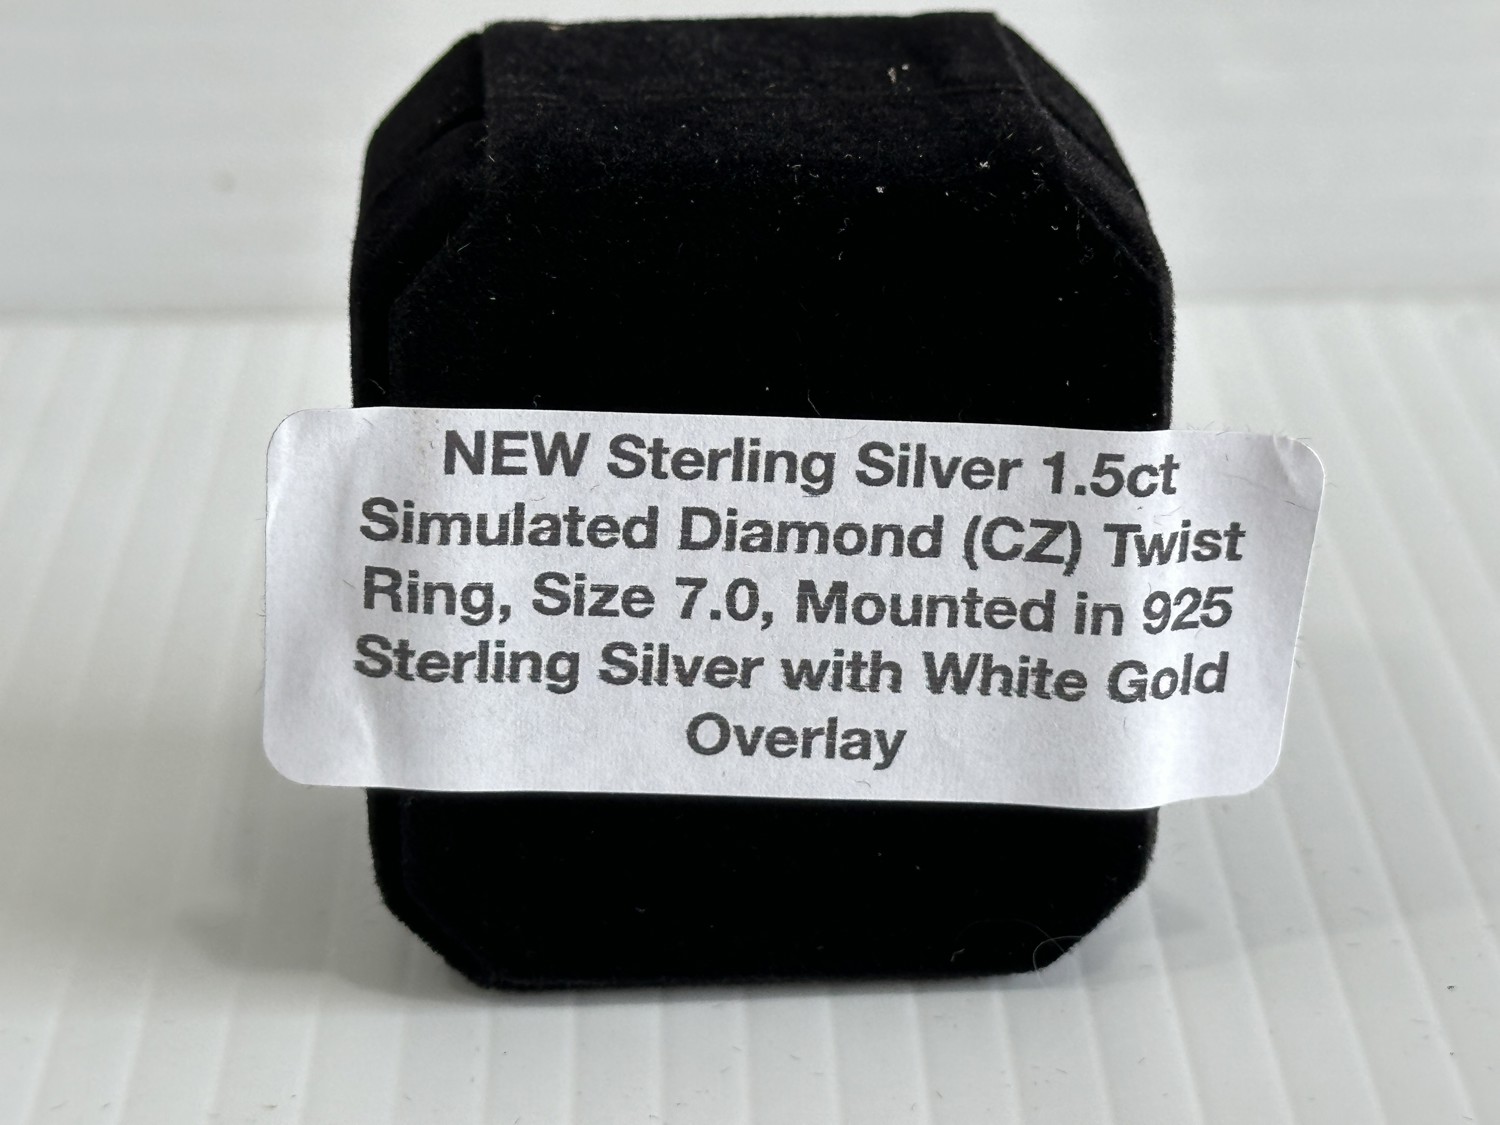 NEW Sterling Silver 1.5ct
Simulated Diamond (CZ) Twist
Ring, Size 7.0, Mounted in 925
Sterling Silver with White Gold
Overlay